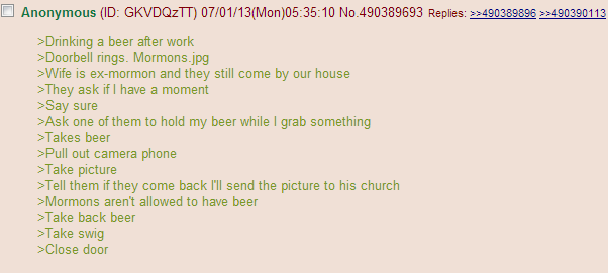 Anonymous (ID: GKVDQzTT) 07/01/13(Mon)05:35:10 No.490389693 Replies: >>490389896 >>490390113
>Drinking a beer after work
>Doorbell rings. Mormons.jpg
>Wife is ex-mormon and they still come by our house
>They ask if I have a moment
>Say sure
>Ask one of them to hold my beer while I grab something
>Takes beer
>Pull out camera phone
>Take picture
>Tell them if they come back I'll send the picture to his church
>Mormons aren't allowed to have beer
>Take back beer
>Take swig
>Close door